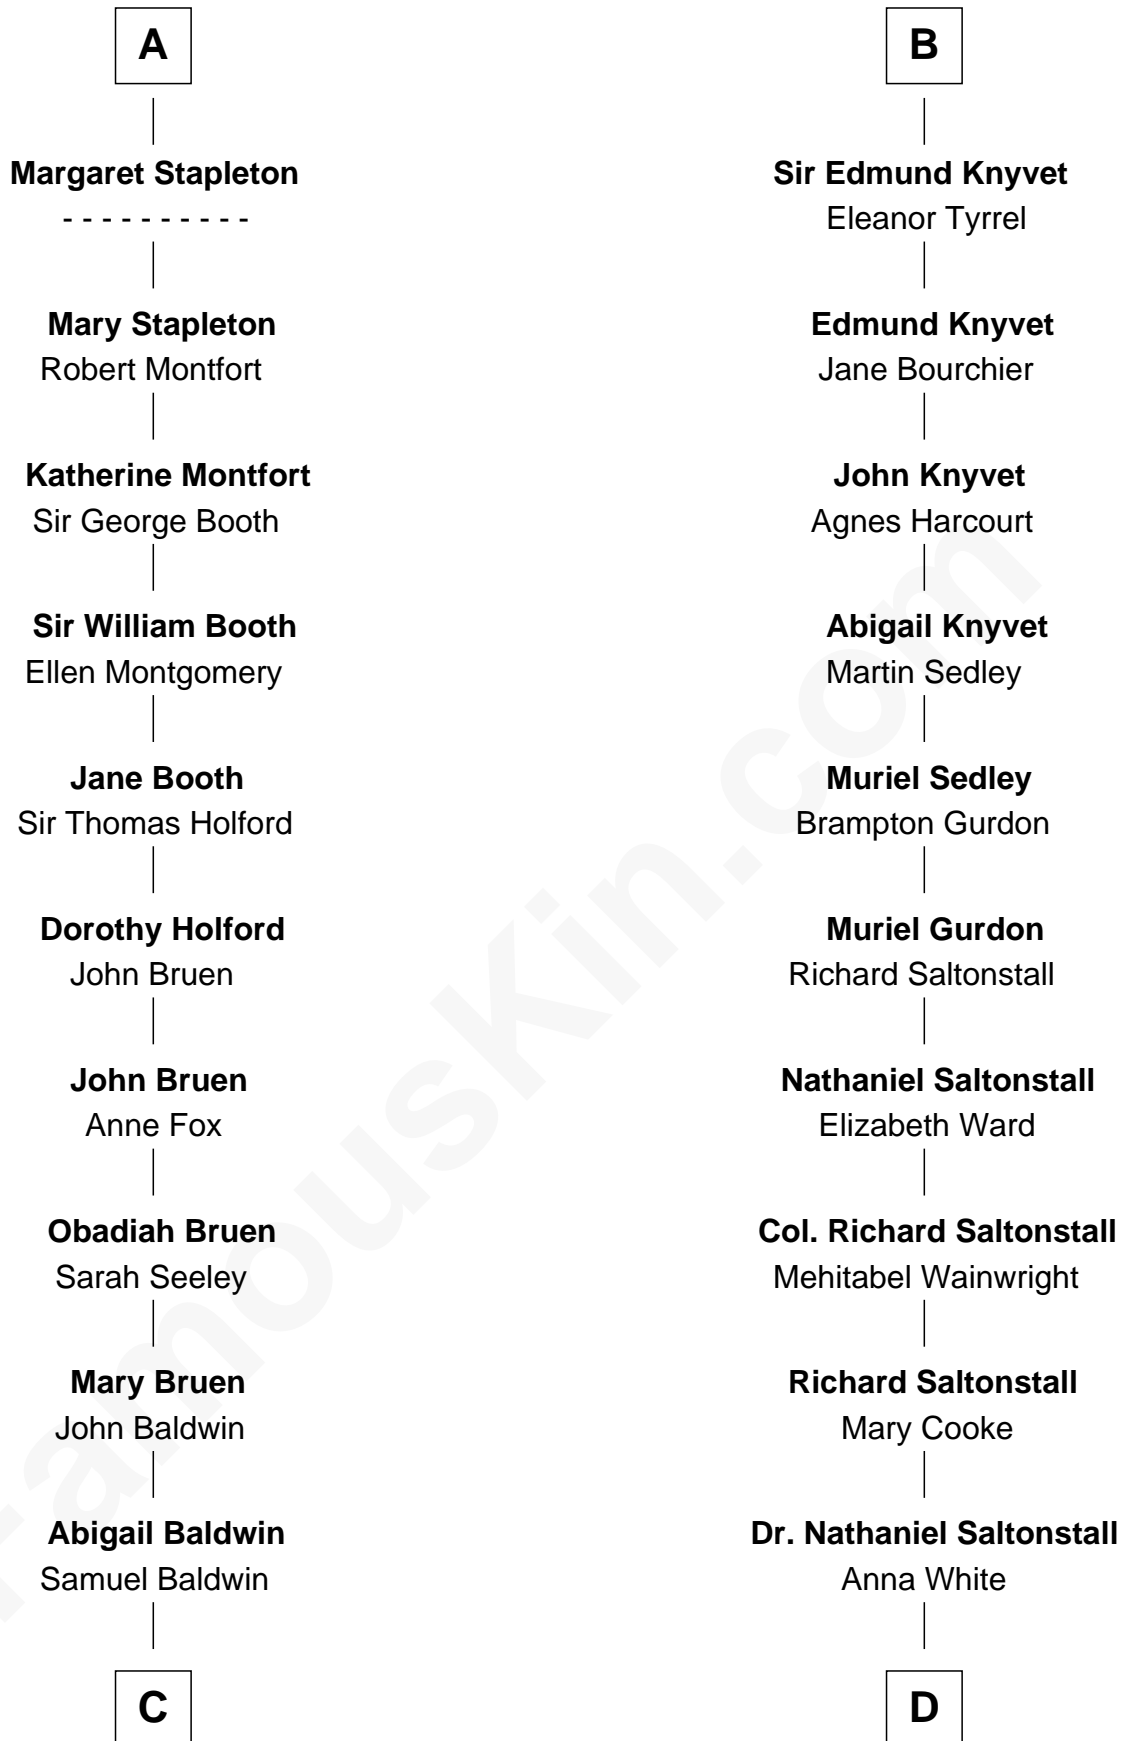 A
Margaret Stapleton
- - - - - - - - - -
Mary Stapleton
Robert Montfort
Katherine Montfort
Sir George Booth
Sir William Booth
Ellen Montgomery
Jane Booth
Sir Thomas Holford
Dorothy Holford
John Bruen
John Bruen
Anne Fox
Obadiah Bruen
Sarah Seeley
Mary Bruen
John Baldwin
Abigail Baldwin
Samuel Baldwin
C
B
Sir Edmund Knyvet
Eleanor Tyrrel
Edmund Knyvet
Jane Bourchier
John Knyvet
Agnes Harcourt
Abigail Knyvet
Martin Sedley
Muriel Sedley
Brampton Gurdon
Muriel Gurdon
Richard Saltonstall
Nathaniel Saltonstall
Elizabeth Ward
Col. Richard Saltonstall
Mehitabel Wainwright
Richard Saltonstall
Mary Cooke
Dr. Nathaniel Saltonstall
Anna White
D
FamousKin.com